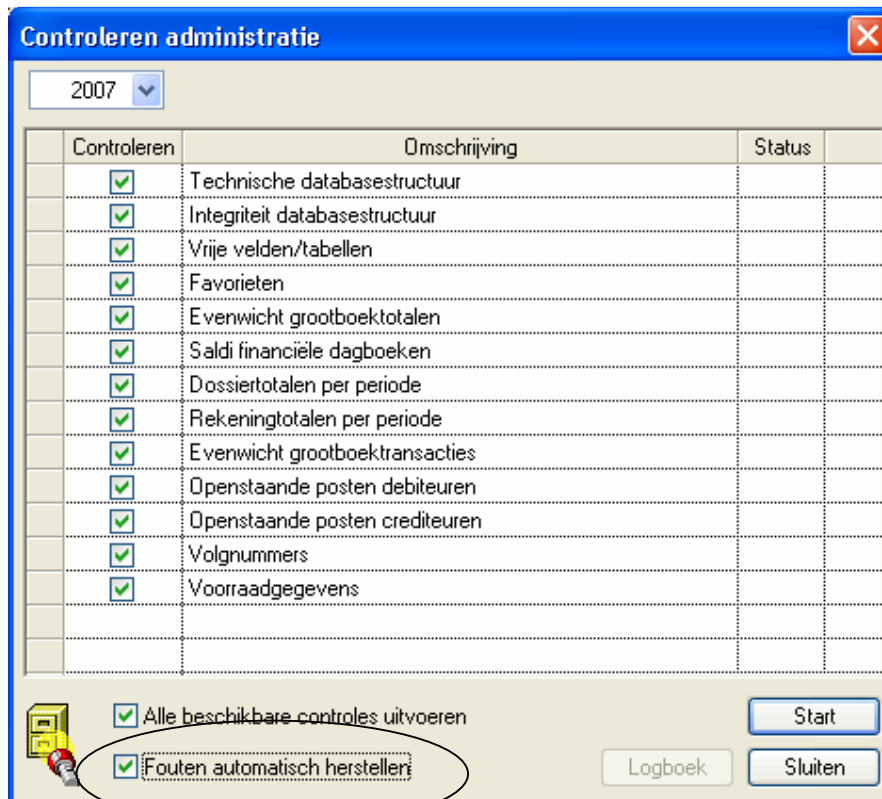 Controleren administratie
2007
Controleren Omschrijving Status
Technische databasestructuur
Integriteit databasestructuur
Vrije velden/tabellen
Favorieten
Evenwicht grootboektotalen
Saldi financiële dagboeken
Dossiertotalen per periode
Rekeningtotalen per periode
Evenwicht grootboektransacties
Openstaande posten debiteuren
Openstaande posten crediteuren
Volgnummers
Voorraadgegevens
Alle beschikbare controles uitvoeren Start
Fouten automatisch herstellen Logboek Sluiten